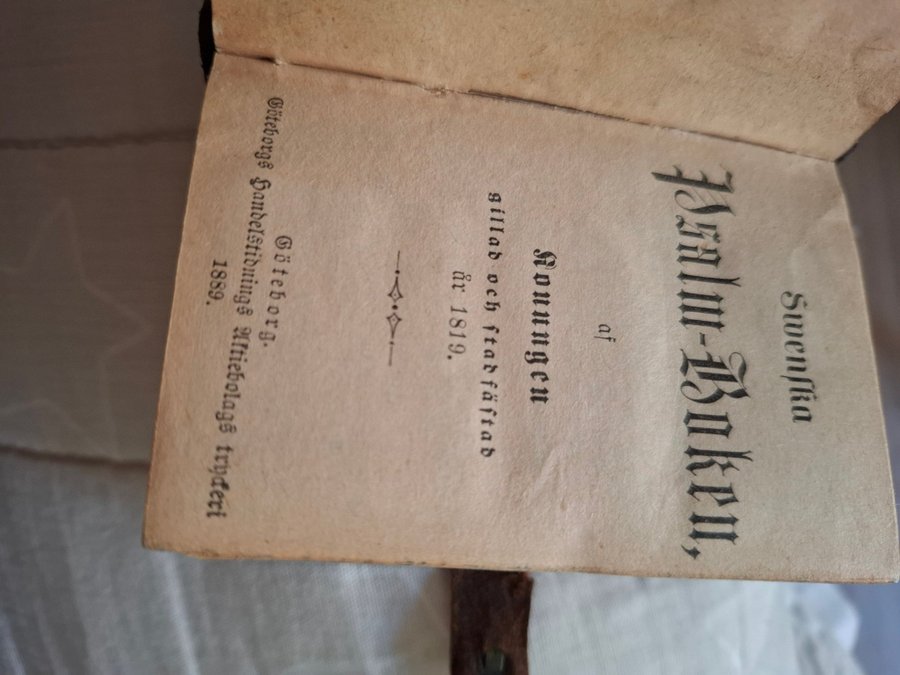 Swenska
Psalm-Boken,
af
Konungen
gillad och stadfästad
år 1819.
Göteborg.
Göteborgs Handelstidnings Aktiebolags tryckeri
1889.